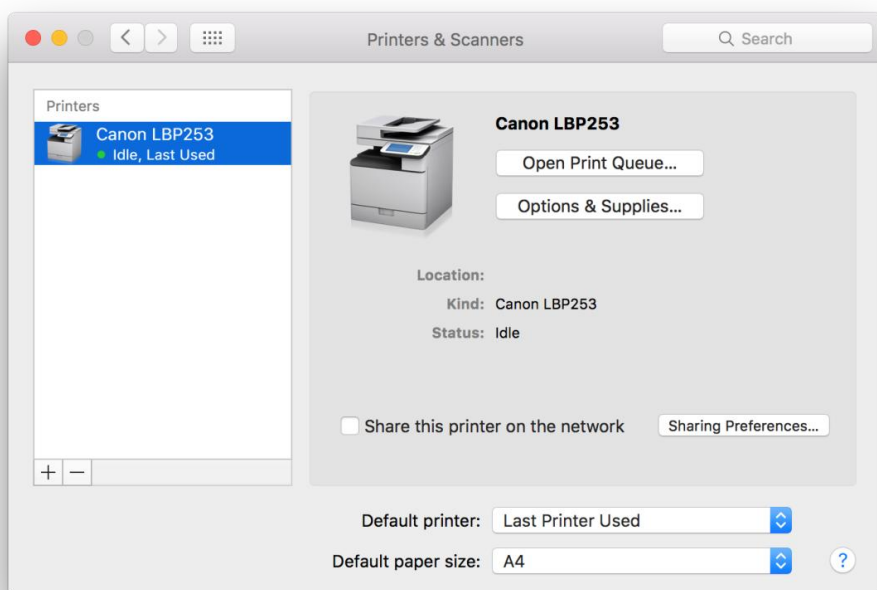 Printers & Scanners
Search
Printers
Canon LBP253
Idle, Last Used
Canon LBP253
Open Print Queue...
Options & Supplies...
Location:
Kind: Canon LBP253
Status: Idle
Share this printer on the network
Sharing Preferences...
Default printer: Last Printer Used
Default paper size: A4
?